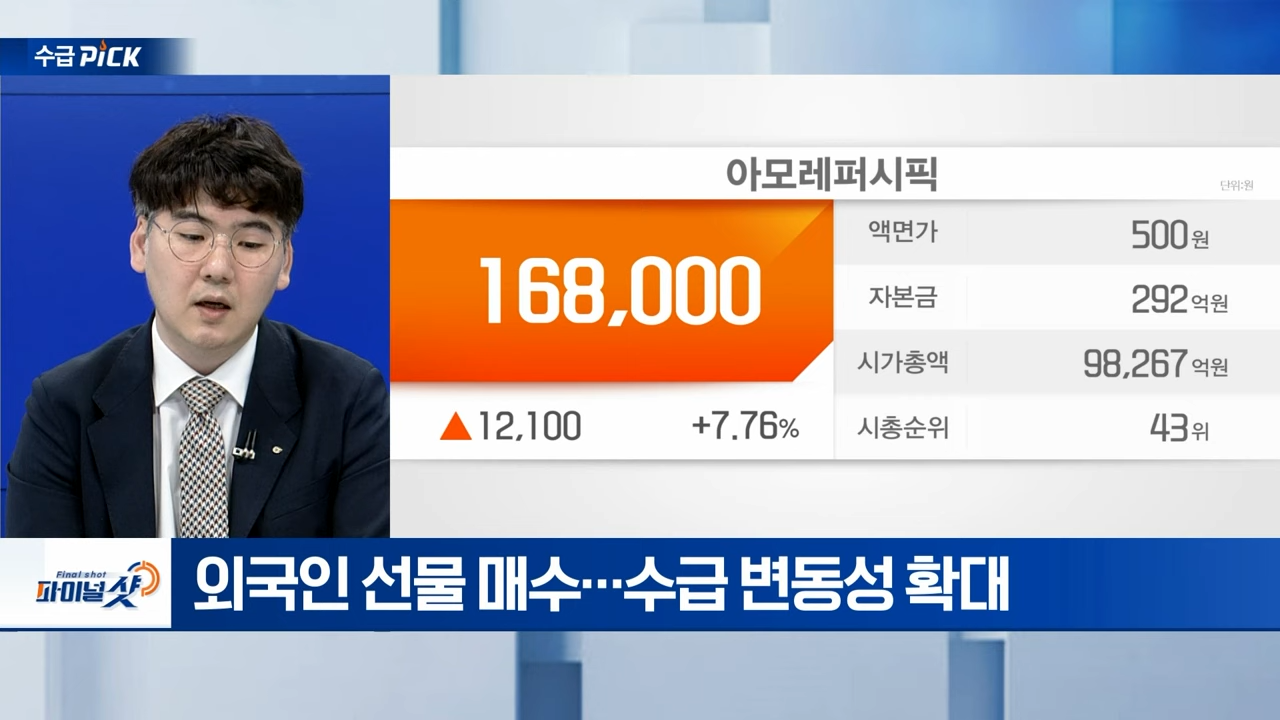 수급 PiCK
아모레퍼시픽
단위:원
168,000
▲12,100 +7.76%
액면가 500원
자본금 292억원
시가총액 98,267억원
시총순위 43위
Final shot
파이널샷
외국인 선물 매수…수급 변동성 확대